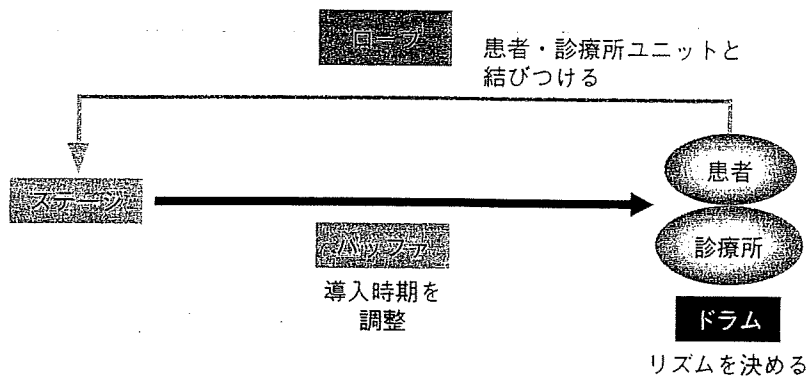 ロープ
患者・診療所ユニットと
結びつける
ステージ
患者
バッファ
診療所
導入時期を
調整
ドラム
リズムを決める